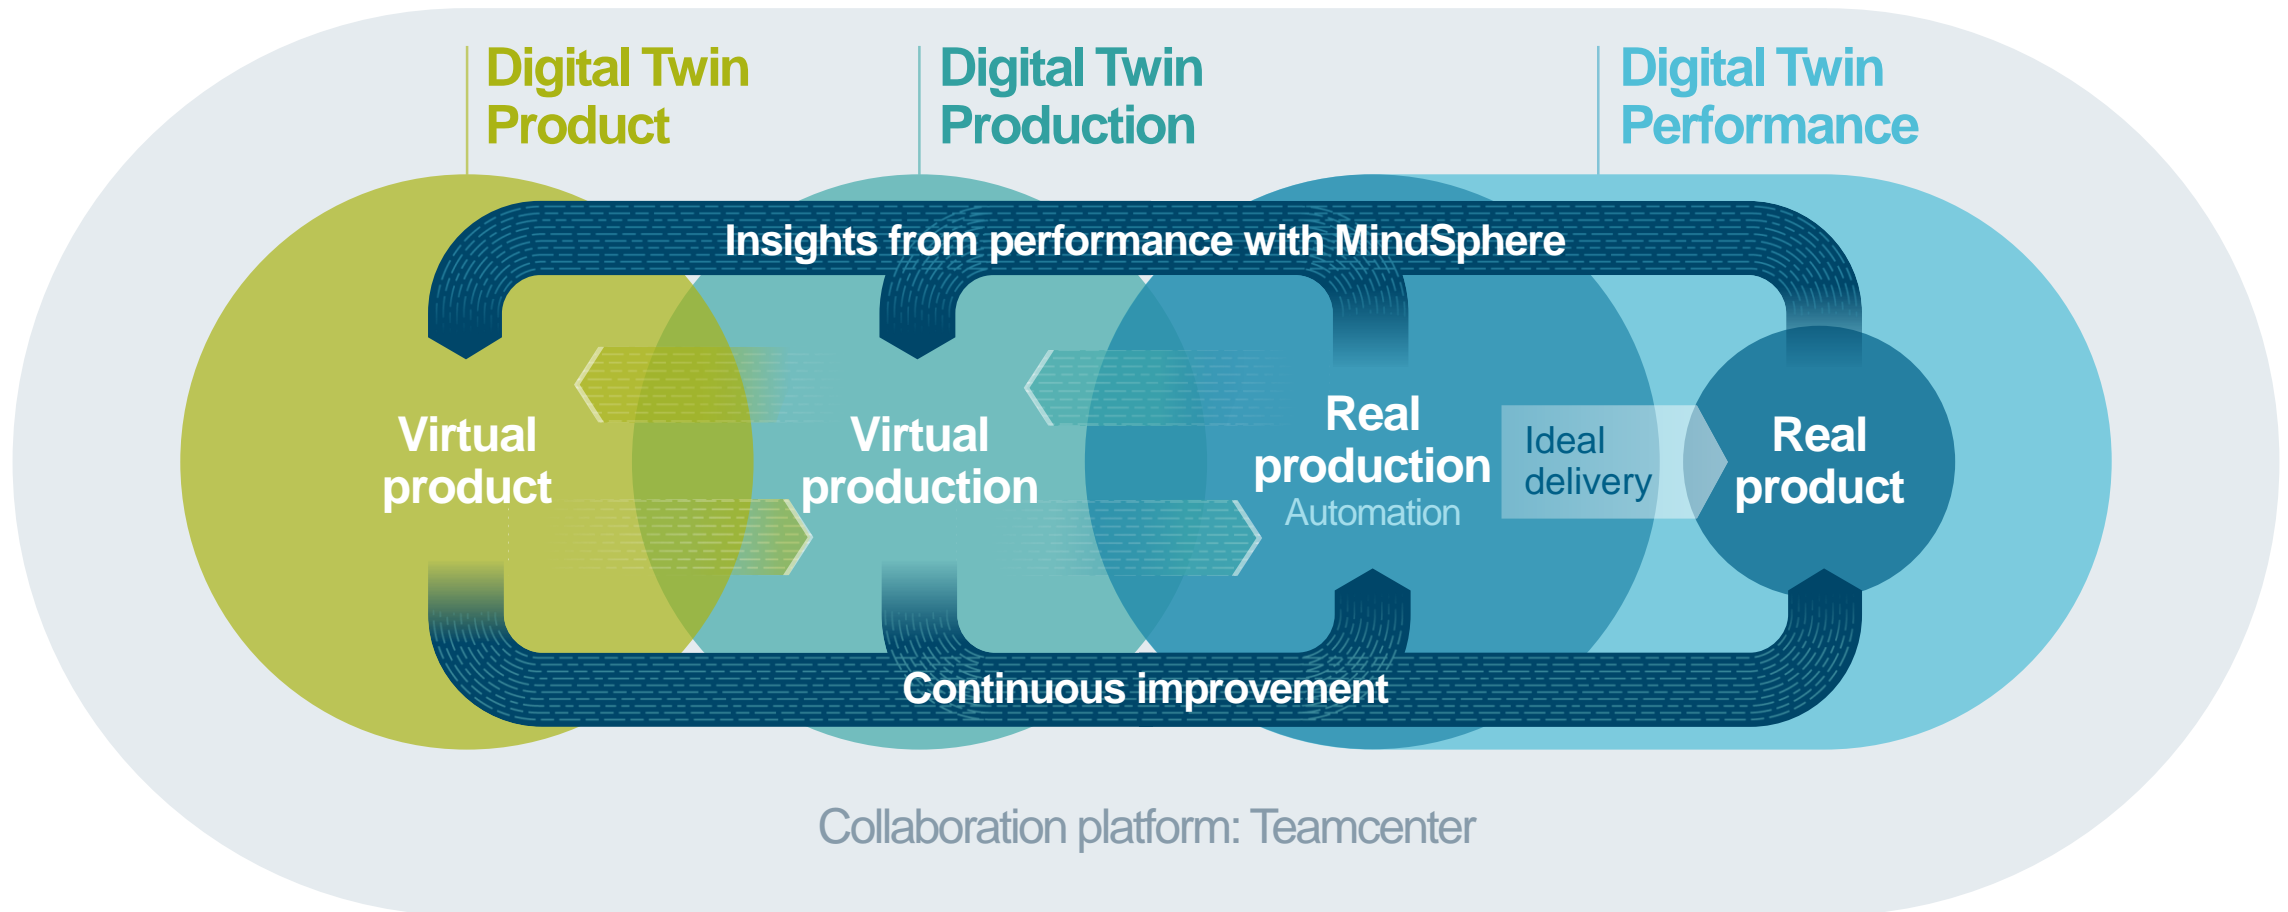 Digital Twin
Product
Digital Twin
Production
Digital Twin
Performance
Insights from performance with MindSphere
Virtual
product
Virtual
production
Real
production
Automation
Ideal
delivery
Real
product
Continuous improvement
Collaboration platform: Teamcenter